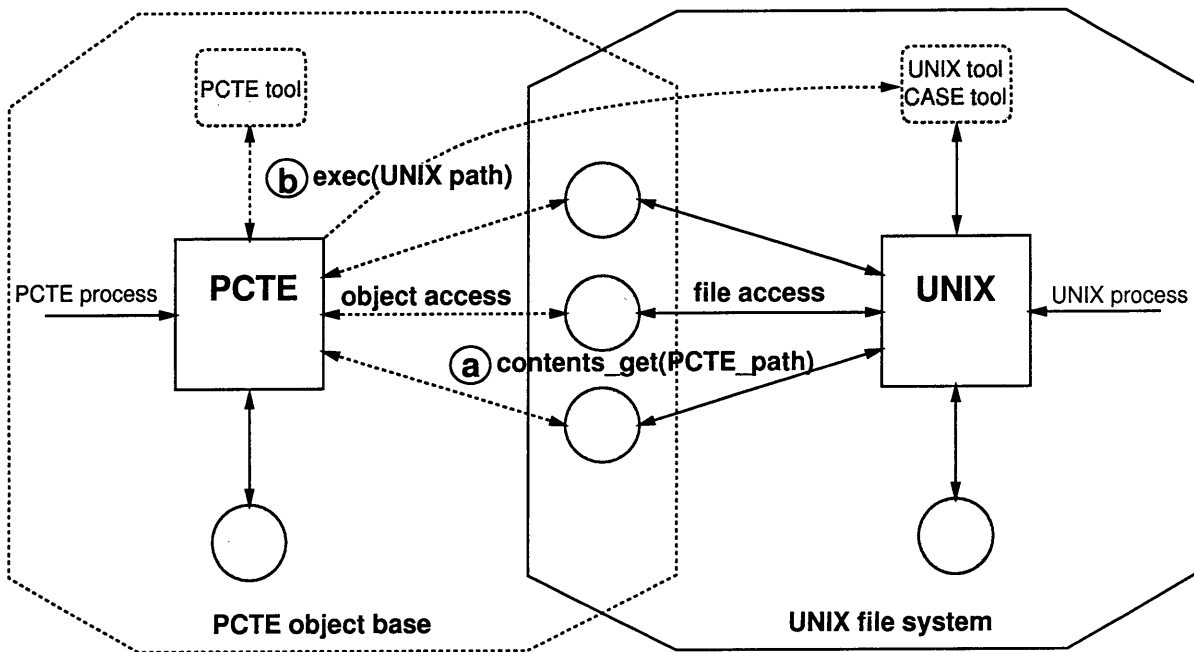 PCTE tool
UNIX tool
CASE tool
b exec(UNIX path)
PCTE
UNIX
PCTE process
object access
file access
UNIX process
a contents_get(PCTE_path)
PCTE object base
UNIX file system